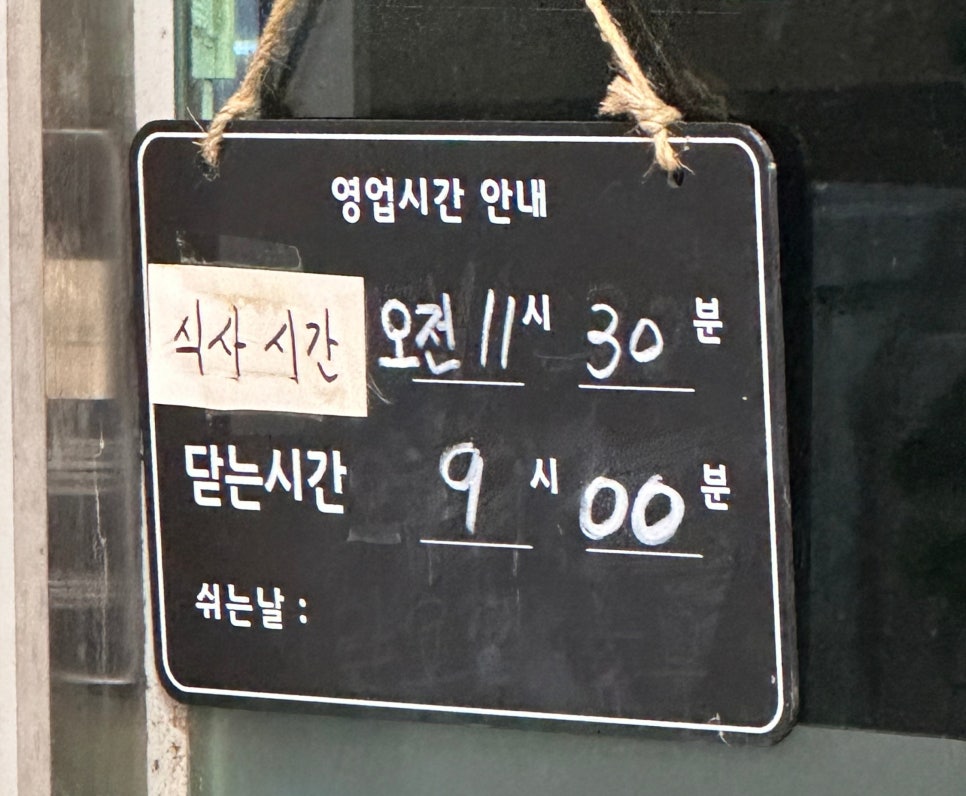 영업시간 안내
식사 시간 오전 11시 30분
닫는시간 9시 00분
쉬는날 :